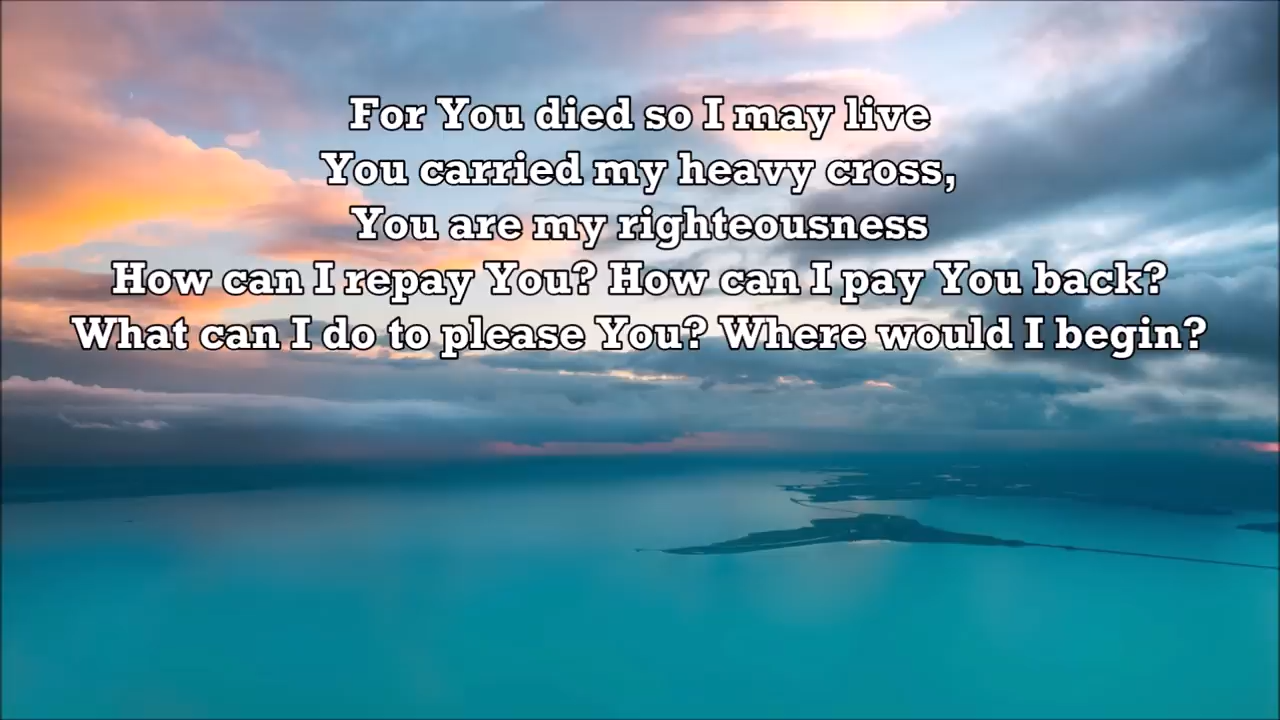 For You died so I may live
You carried my heavy cross,
You are my righteousness
How can I repay You? How can I pay You back?
What can I do to please You? Where would I begin?